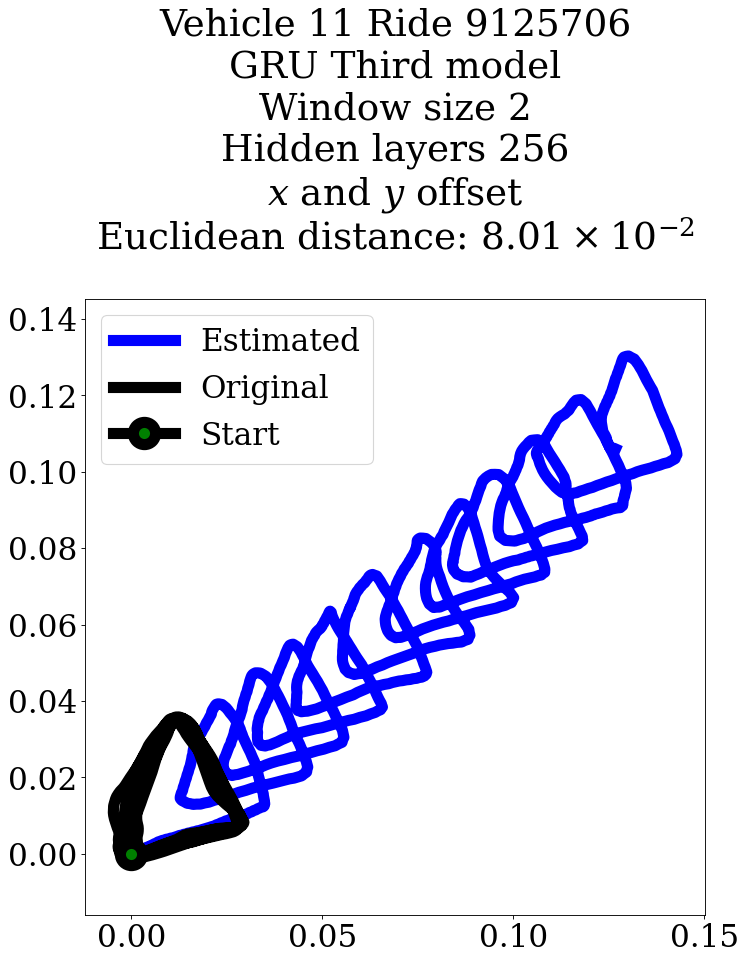 Vehicle 11 Ride 9125706
GRU Third model
Window size 2
Hidden layers 256
x and y offset
Euclidean distance: 8.01 × 10⁻²
Estimated
Original
Start
0.14
0.12
0.10
0.08
0.06
0.04
0.02
0.00
0.00 0.05 0.10 0.15